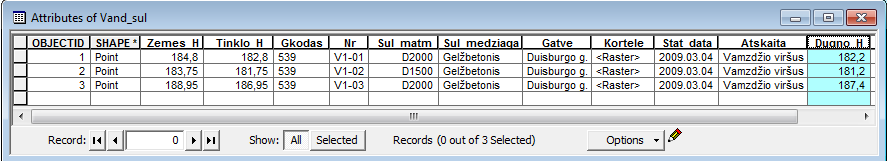 Attributes of Vand_sul
OBJECTID SHAPE * Zemes_H Tinklo_H Gkodas Nr Sul_matm Sul_medziaga Gatve Kortele Stat_data Atskaita Dugno_H
1 Point 184,8 182,8 539 V1-01 D2000 Gelžbetonis Duisburgo g. <Raster> 2009.03.04 Vamzdžio viršus 182,2
2 Point 183,75 181,75 539 V1-02 D1500 Gelžbetonis Duisburgo g. <Raster> 2009.03.04 Vamzdžio viršus 181,2
3 Point 188,95 186,95 539 V1-03 D2000 Gelžbetonis Duisburgo g. <Raster> 2009.03.04 Vamzdžio viršus 187,4
Record: 0 Show: All Selected Records (0 out of 3 Selected) Options